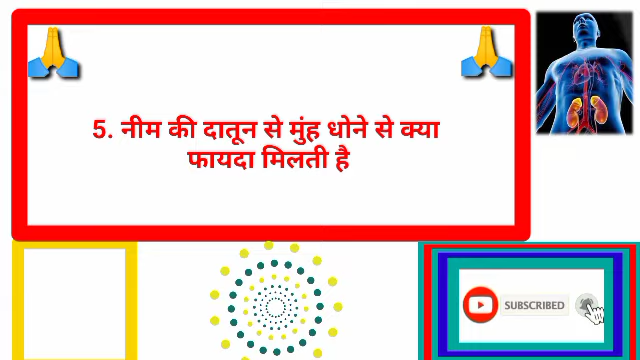 5. नीम की दातून से मुंह धोने से क्या
फायदा मिलती है
SUBSCRIBED